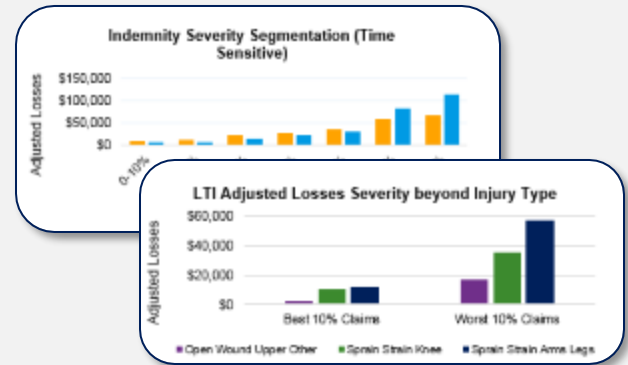 Indemnity Severity Segmentation (Time
Sensitive)
Adjusted Losses
$150,000
$100,000
$50,000
$0
0-10%
LTI Adjusted Losses Severity beyond Injury Type
Adjusted Losses
$60,000
$40,000
$20,000
$0
Best 10% Claims
Worst 10% Claims
Open Wound Upper Other
Sprain Strain Knee
Sprain Strain Arms Legs